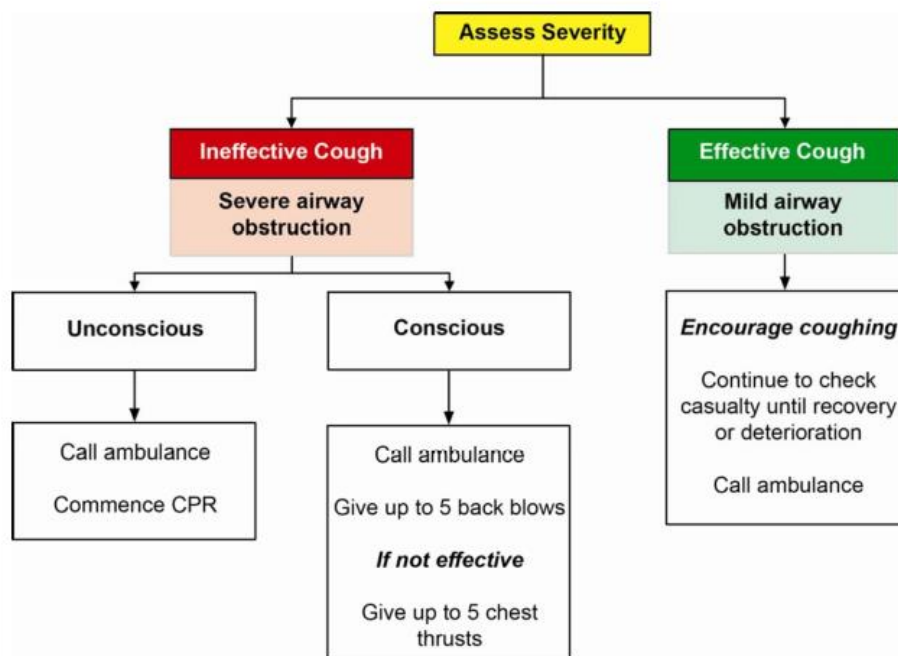 Assess Severity
Ineffective Cough
Severe airway
obstruction
Effective Cough
Mild airway
obstruction
Unconscious
Conscious
Call ambulance
Commence CPR
Call ambulance
Give up to 5 back blows
If not effective
Give up to 5 chest
thrusts
Encourage coughing
Continue to check
casualty until recovery
or deterioration
Call ambulance